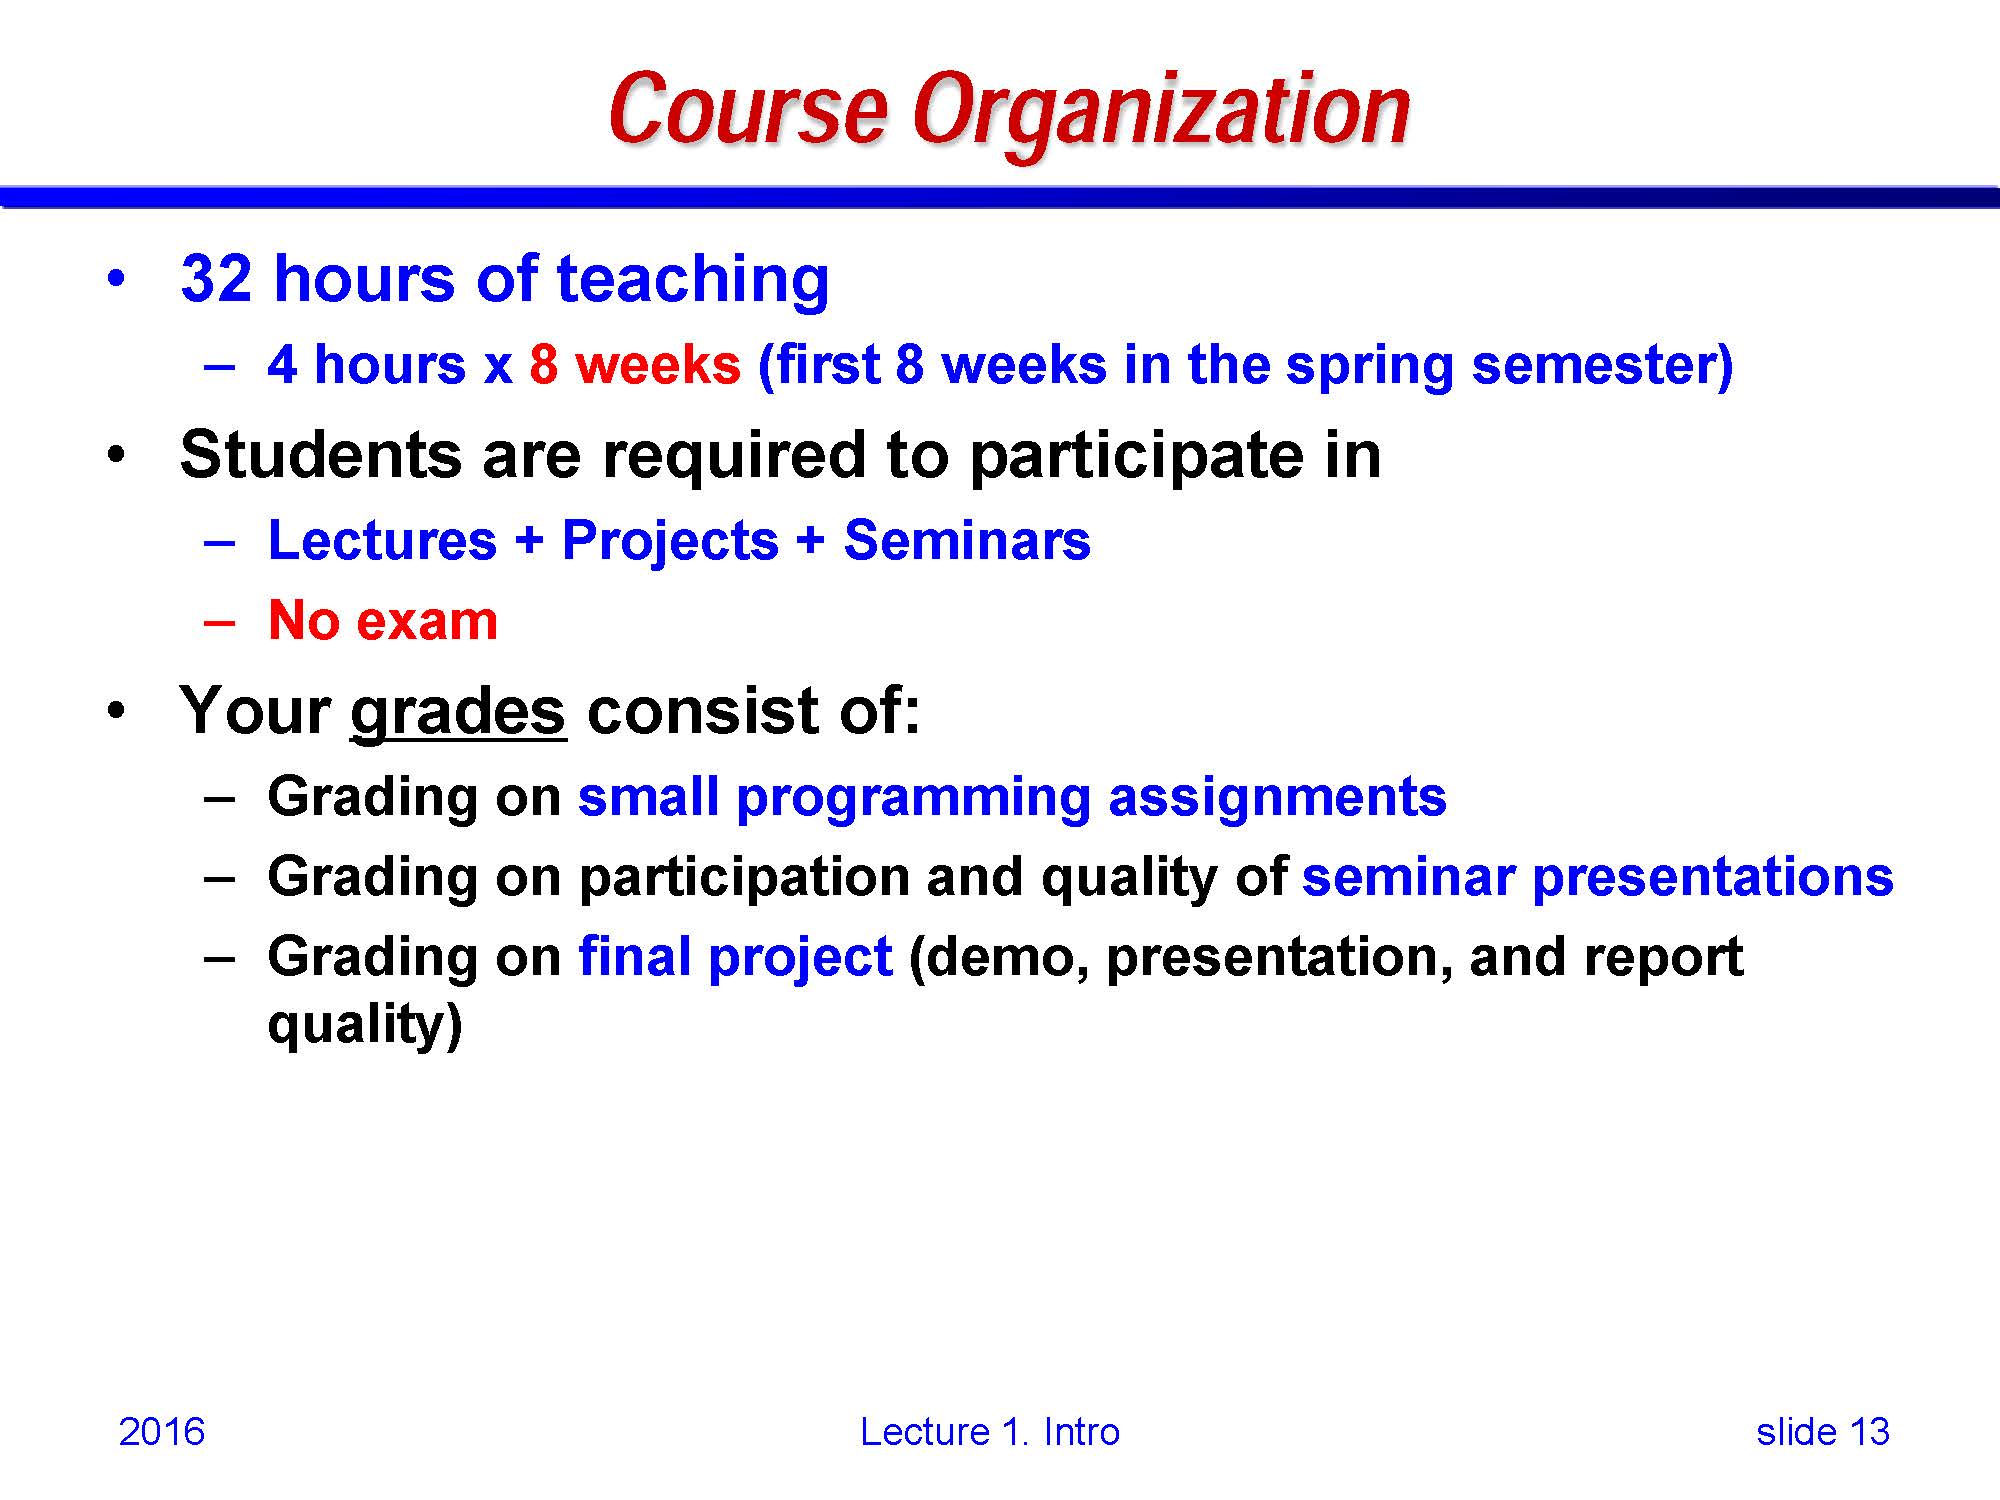 Course Organization
• 32 hours of teaching
– 4 hours x 8 weeks (first 8 weeks in the spring semester)
• Students are required to participate in
– Lectures + Projects + Seminars
– No exam
• Your grades consist of:
– Grading on small programming assignments
– Grading on participation and quality of seminar presentations
– Grading on final project (demo, presentation, and report
quality)
2016 Lecture 1. Intro slide 13